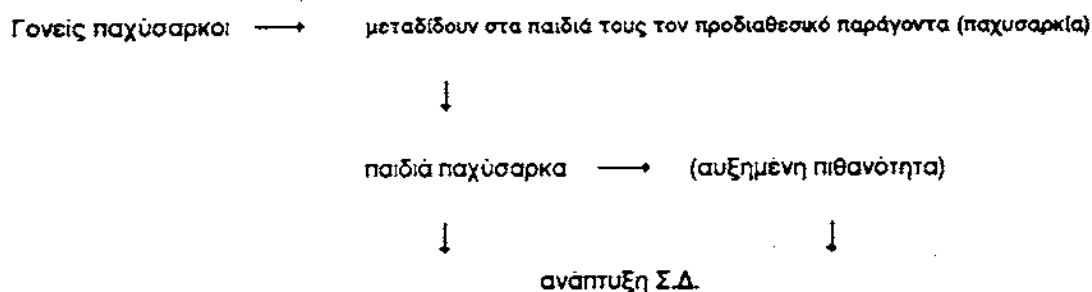 Γονείς παχύσαρκοι → μεταδίδουν στα παιδιά τους τον προδιαθεσικό παράγοντα (παχυσαρκία)
↓
παιδιά παχύσαρκα → (αυξημένη πιθανότητα)
↓ ↓
ανάπτυξη Σ.Δ.